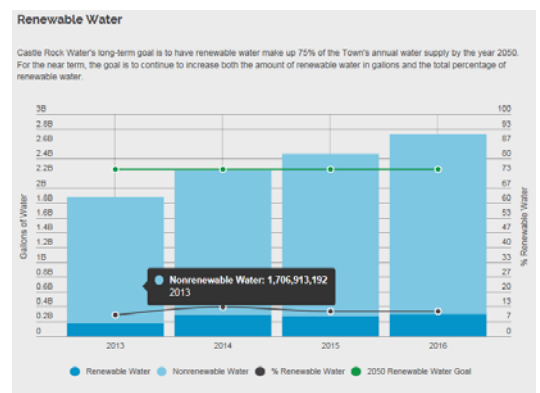 Renewable Water
Castle Rock Water's long-term goal is to have renewable water make up 75% of the Town's annual water supply by the year 2050.
For the near term, the goal is to continue to increase both the amount of renewable water in gallons and the total percentage of
renewable water.
3B 100
2.8B 93
2.6B 87
2.4B 80
2.2B 73
2B 67
1.8B 60
1.6B 53
1.4B 47
1.2B 40
1B 33
0.8B 27
0.6B 20
0.4B 13
0.2B 7
0 0
Gallons of Water
% Renewable Water
Nonrenewable Water: 1,706,913,192
2013
2013 2014 2015 2016
Renewable Water Nonrenewable Water % Renewable Water 2050 Renewable Water Goal